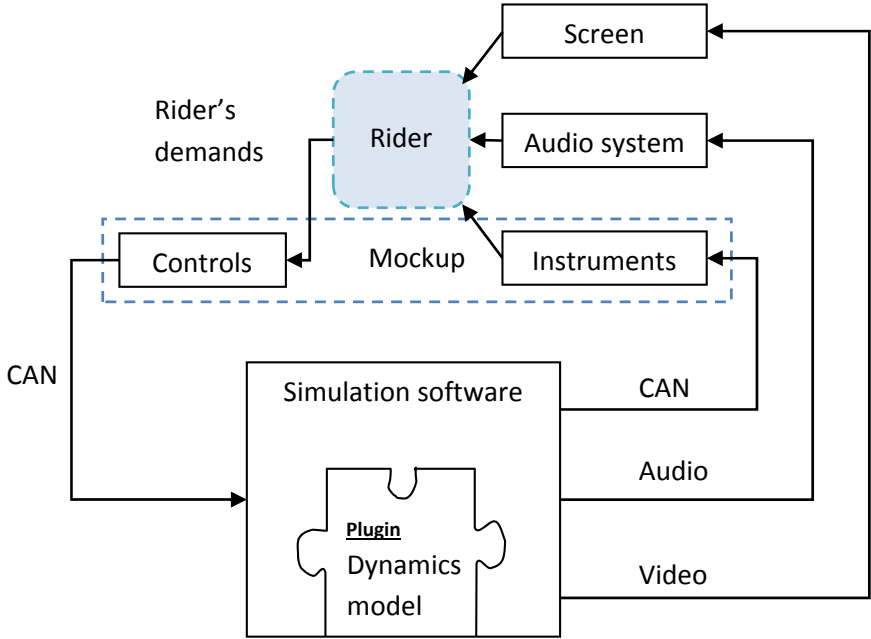 Screen
Rider's
demands
Rider
Audio system
Controls
Mockup
Instruments
CAN
Simulation software
CAN
Audio
Plugin
Dynamics
model
Video